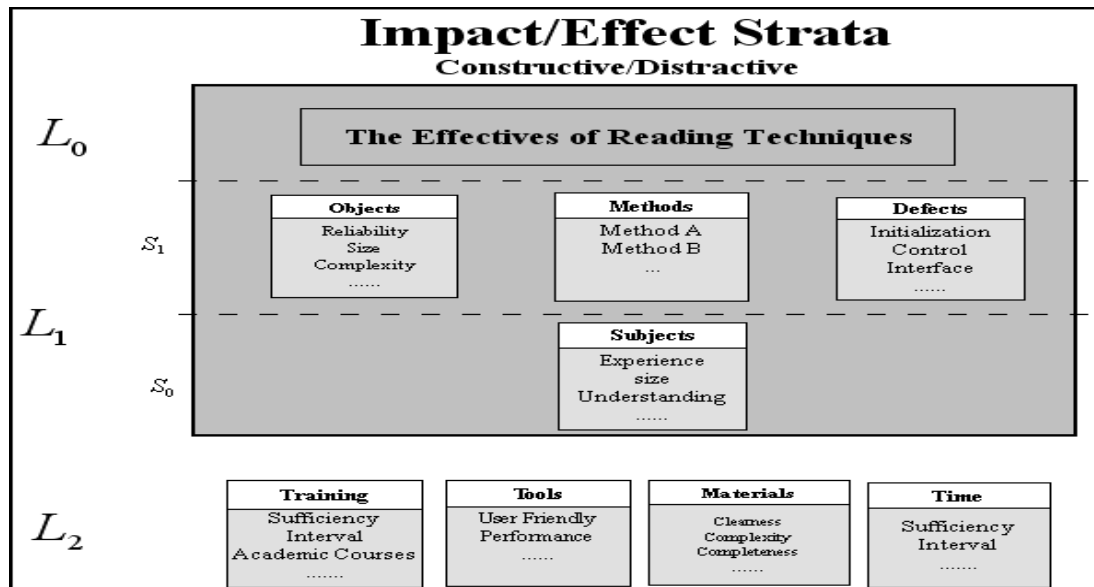 Impact/Effect Strata
Constructive/Distractive
L0
The Effectives of Reading Techniques
Objects
Reliability
Size
Complexity
......
Methods
Method A
Method B
...
Defects
Initialization
Control
Interface
......
S1
L1
Subjects
Experience
size
Understanding
......
S0
L2
Training
Sufficiency
Interval
Academic Courses
.......
Tools
User Friendly
Performance
......
Materials
Clearness
Complexity
Completeness
......
Time
Sufficiency
Interval
.......